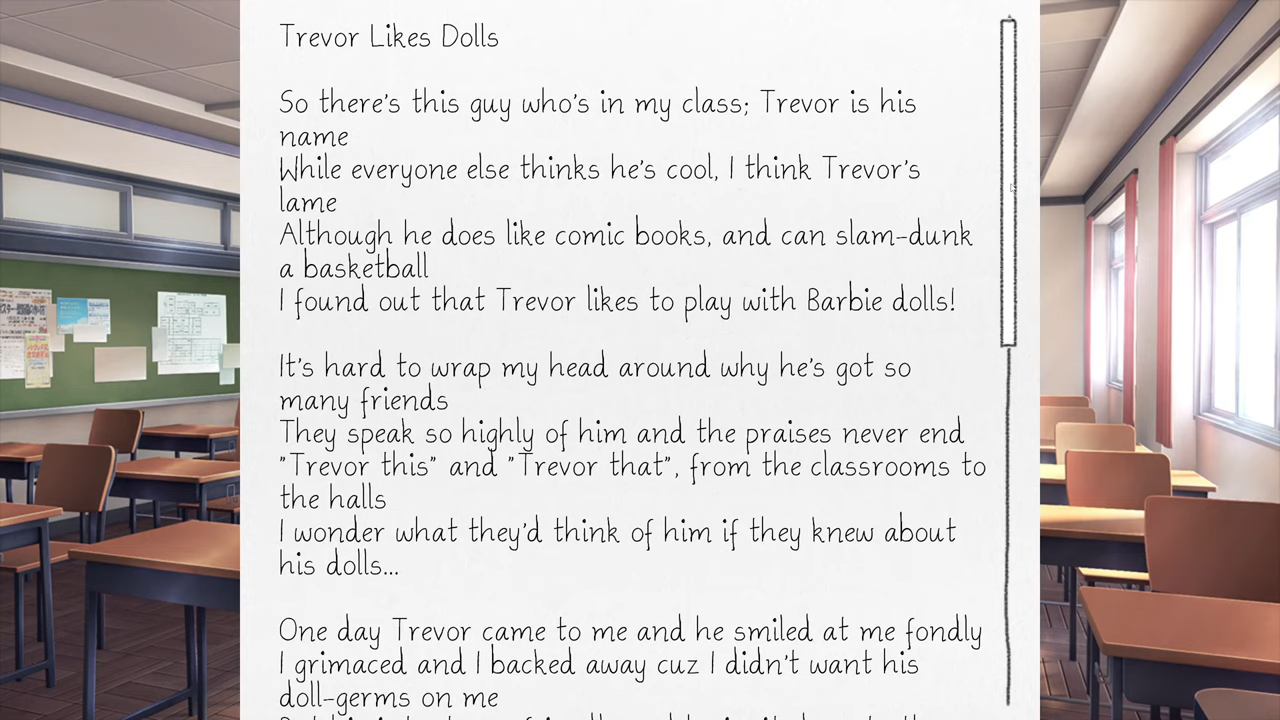 Trevor Likes Dolls
So there's this guy who's in my class; Trevor is his
name
While everyone else thinks he's cool, I think Trevor's
lame
Although he does like comic books, and can slam-dunk
a basketball
I found out that Trevor likes to play with Barbie dolls!
It's hard to wrap my head around why he's got so
many friends
They speak so highly of him and the praises never end
"Trevor this" and "Trevor that", from the classrooms to
the halls
I wonder what they'd think of him if they knew about
his dolls...
One day Trevor came to me and he smiled at me fondly
I grimaced and I backed away cuz I didn't want his
doll-germs on me